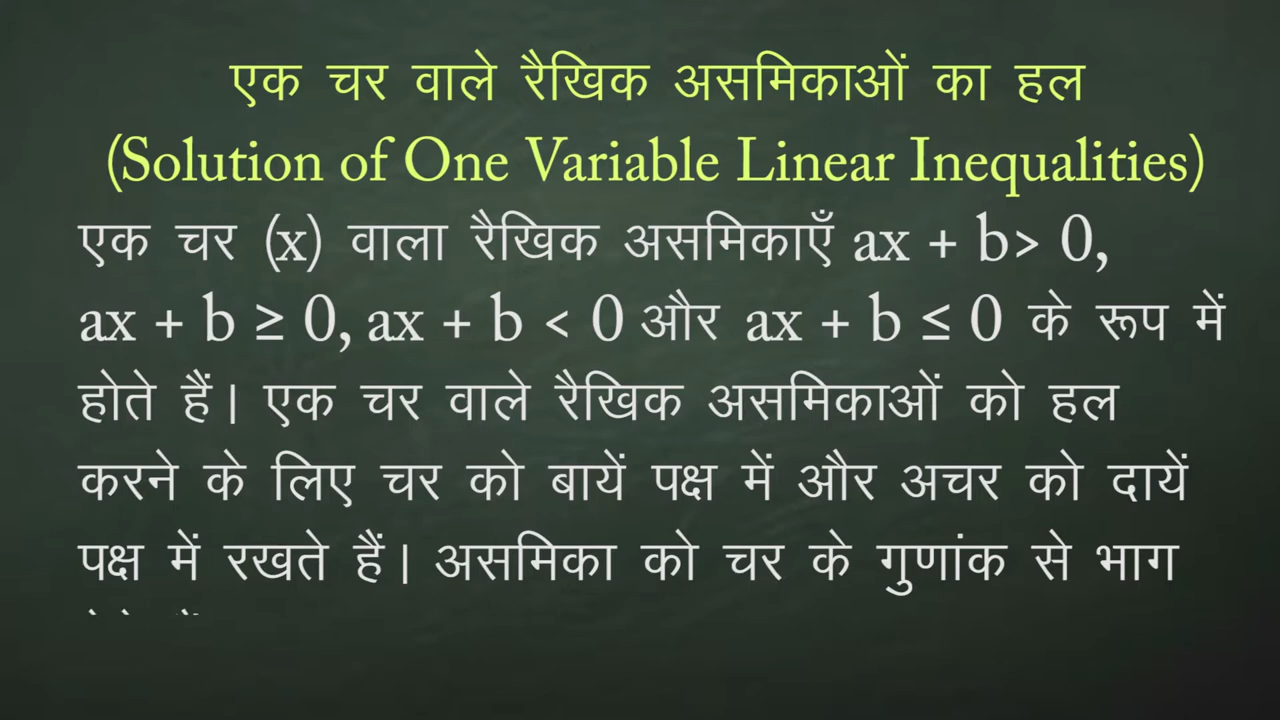 एक चर वाले रैखिक असमिकाओं का हल
(Solution of One Variable Linear Inequalities)
एक चर (x) वाला रैखिक असमिकाएँ ax + b> 0,
ax + b ≥ 0, ax + b < 0 और ax + b ≤ 0 के रूप में
होते हैं। एक चर वाले रैखिक असमिकाओं को हल
करने के लिए चर को बायें पक्ष में और अचर को दायें
पक्ष में रखते हैं। असमिका को चर के गुणांक से भाग